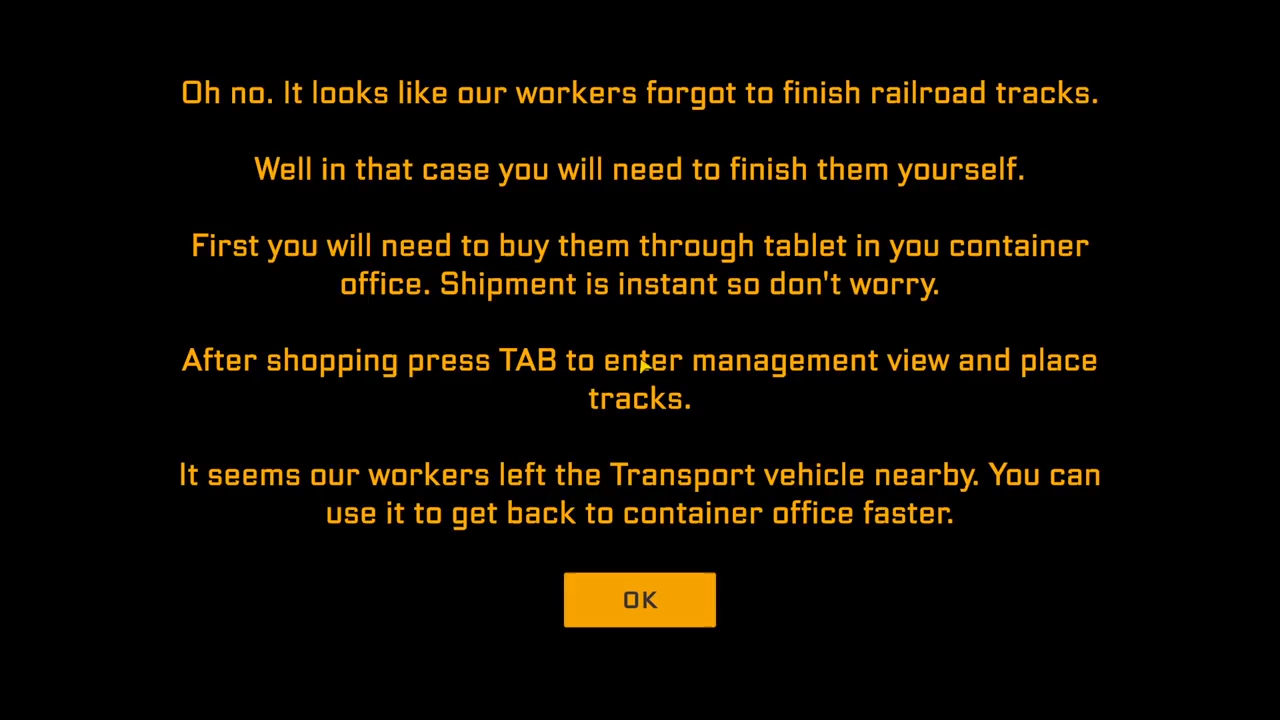 Oh no. It looks like our workers forgot to finish railroad tracks.
Well in that case you will need to finish them yourself.
First you will need to buy them through tablet in you container
office. Shipment is instant so don't worry.
After shopping press TAB to enter management view and place
tracks.
It seems our workers left the Transport vehicle nearby. You can
use it to get back to container office faster.
OK